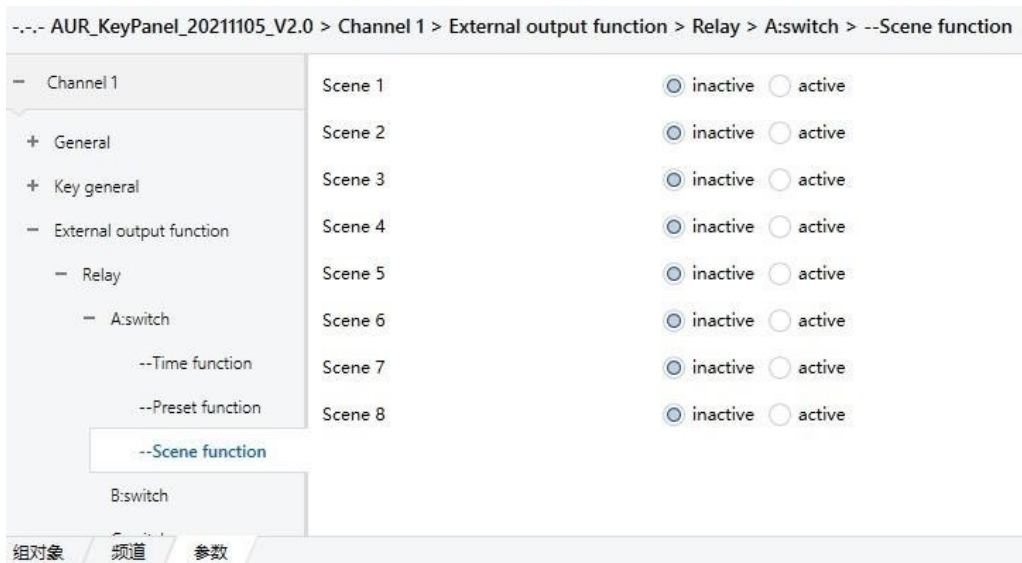 -.-.- AUR_KeyPanel_20211105_V2.0 > Channel 1 > External output function > Relay > A:switch > --Scene function
Channel 1
General
Key general
External output function
Relay
A:switch
--Time function
--Preset function
--Scene function
B:switch
Scene 1 inactive active
Scene 2 inactive active
Scene 3 inactive active
Scene 4 inactive active
Scene 5 inactive active
Scene 6 inactive active
Scene 7 inactive active
Scene 8 inactive active
组对象 频道 参数